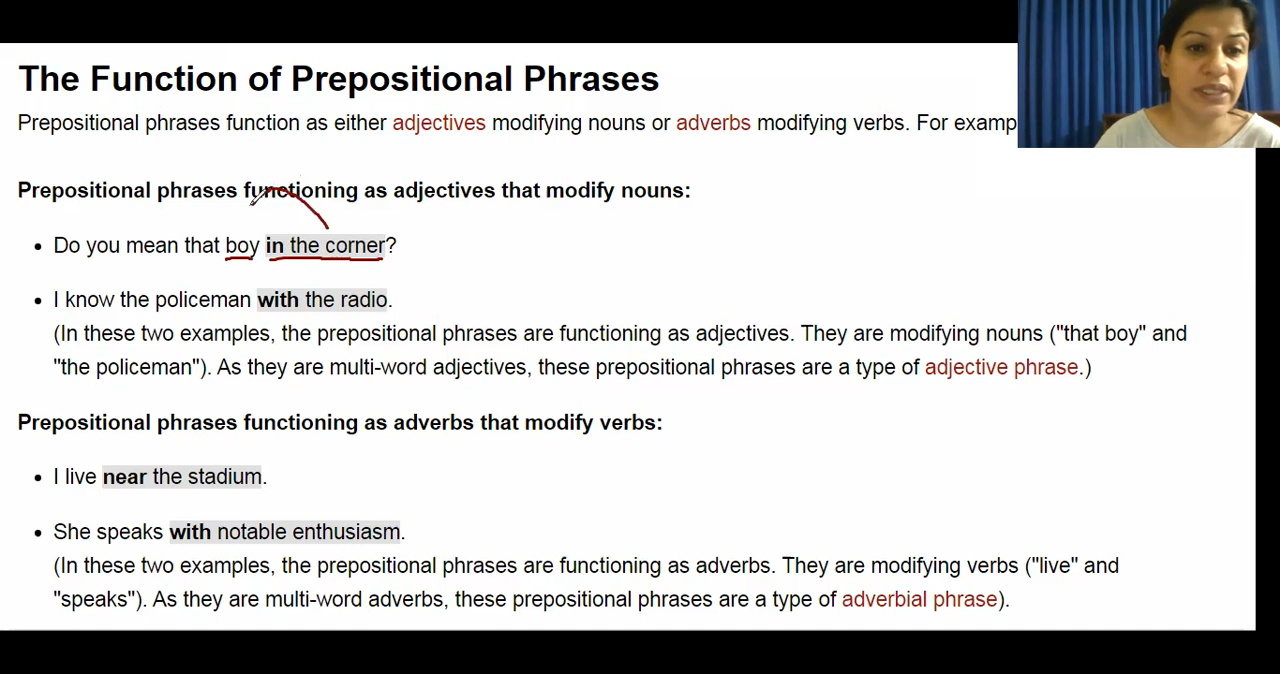 The Function of Prepositional Phrases
Prepositional phrases function as either adjectives modifying nouns or adverbs modifying verbs. For examp
Prepositional phrases functioning as adjectives that modify nouns:
• Do you mean that boy in the corner?
• I know the policeman with the radio.
(In these two examples, the prepositional phrases are functioning as adjectives. They are modifying nouns ("that boy" and
"the policeman"). As they are multi-word adjectives, these prepositional phrases are a type of adjective phrase.)
Prepositional phrases functioning as adverbs that modify verbs:
• I live near the stadium.
• She speaks with notable enthusiasm.
(In these two examples, the prepositional phrases are functioning as adverbs. They are modifying verbs ("live" and
"speaks"). As they are multi-word adverbs, these prepositional phrases are a type of adverbial phrase).